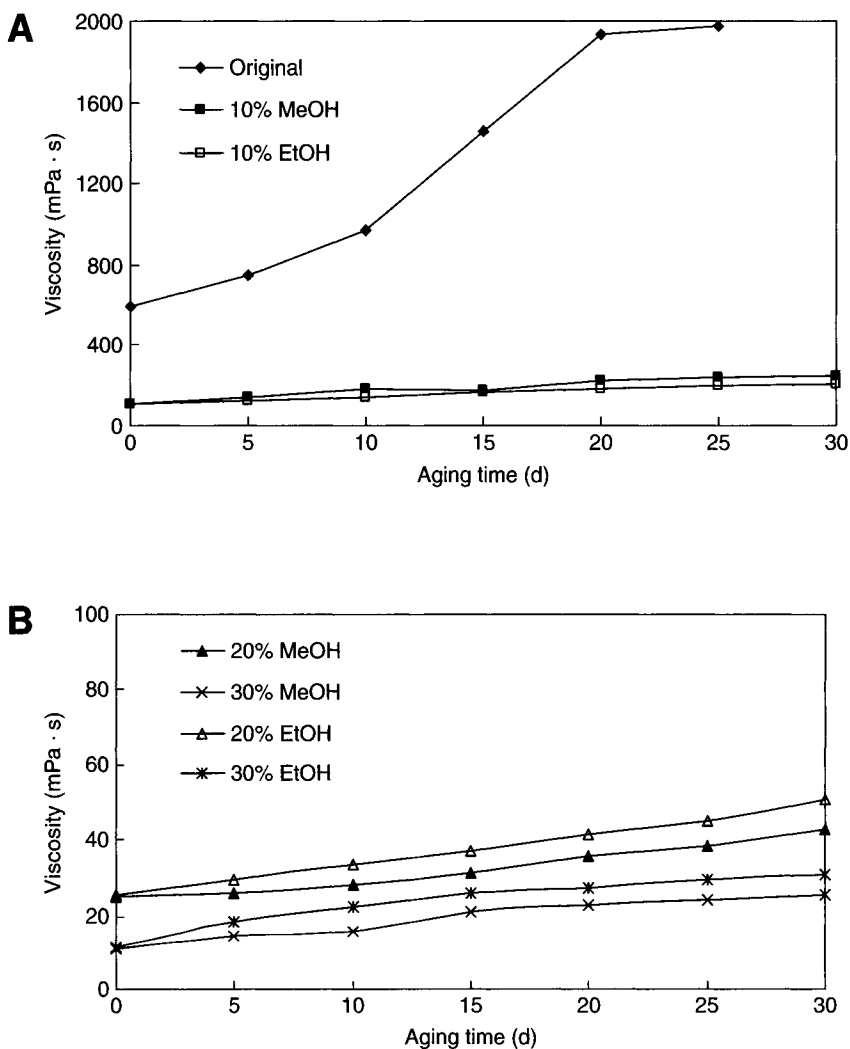 A
Viscosity (mPa · s)
2000
1600
1200
800
400
0
Original
10% MeOH
10% EtOH
0 5 10 15 20 25 30
Aging time (d)
B
Viscosity (mPa · s)
100
80
60
40
20
0
20% MeOH
30% MeOH
20% EtOH
30% EtOH
0 5 10 15 20 25 30
Aging time (d)